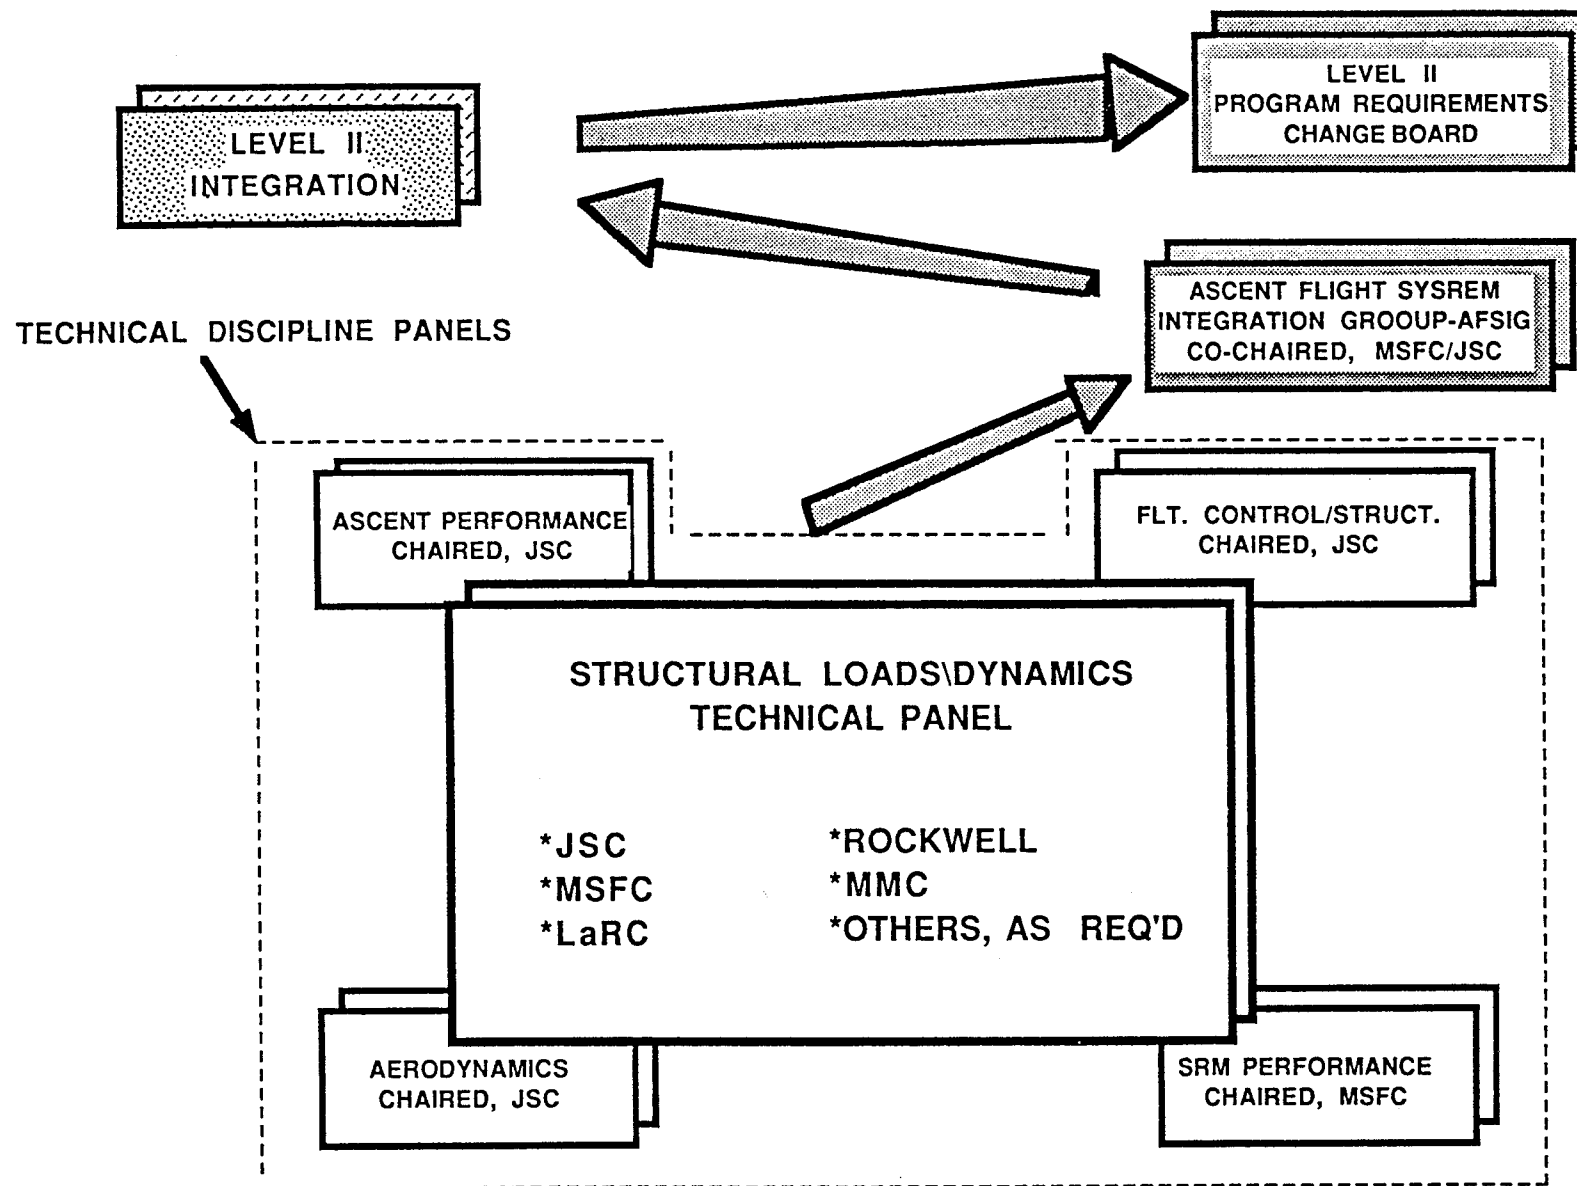 LEVEL II
PROGRAM REQUIREMENTS
CHANGE BOARD
LEVEL II
INTEGRATION
ASCENT FLIGHT SYSREM
INTEGRATION GROOUP-AFSIG
CO-CHAIRED, MSFC/JSC
TECHNICAL DISCIPLINE PANELS
ASCENT PERFORMANCE
CHAIRED, JSC
FLT. CONTROL/STRUCT.
CHAIRED, JSC
STRUCTURAL LOADS\DYNAMICS
TECHNICAL PANEL
*JSC
*MSFC
*LaRC
*ROCKWELL
*MMC
*OTHERS, AS REQ'D
AERODYNAMICS
CHAIRED, JSC
SRM PERFORMANCE
CHAIRED, MSFC